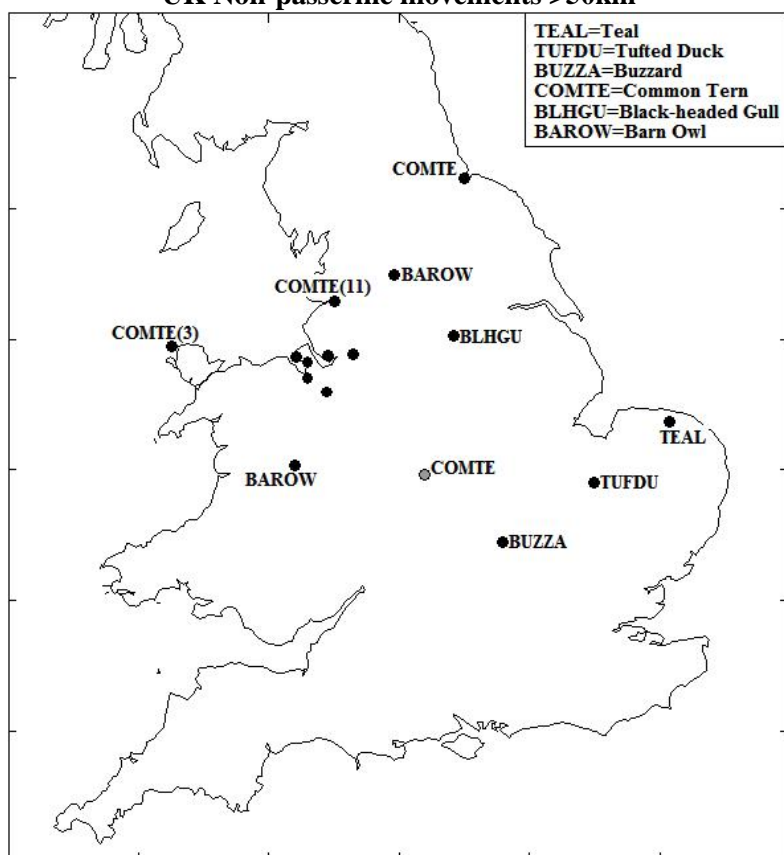 UK Non-passerine movements >50km
TEAL=Teal
TUFDU=Tufted Duck
BUZZA=Buzzard
COMTE=Common Tern
BLHGU=Black-headed Gull
BAROW=Barn Owl
COMTE
BAROW
COMTE(11)
COMTE(3)
BLHGU
TEAL
COMTE
BAROW
TUFDU
BUZZA